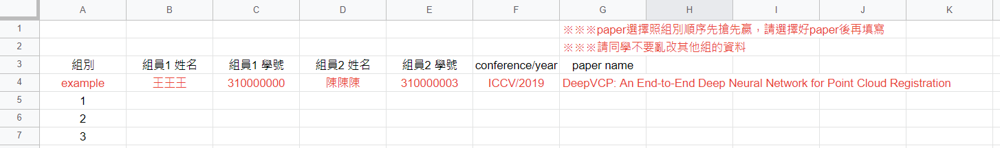 A B C D E F G H I J K
1 ※※※paper選擇照組別順序先搶先贏，請選擇好paper後再填寫
2 ※※※請同學不要亂改其他組的資料
3 組別 組員1 姓名 組員1 學號 組員2 姓名 組員2 學號 conference/year paper name
4 example 王王王 310000000 陳陳陳 310000003 ICCV/2019 DeepVCP: An End-to-End Deep Neural Network for Point Cloud Registration
5 1
6 2
7 3